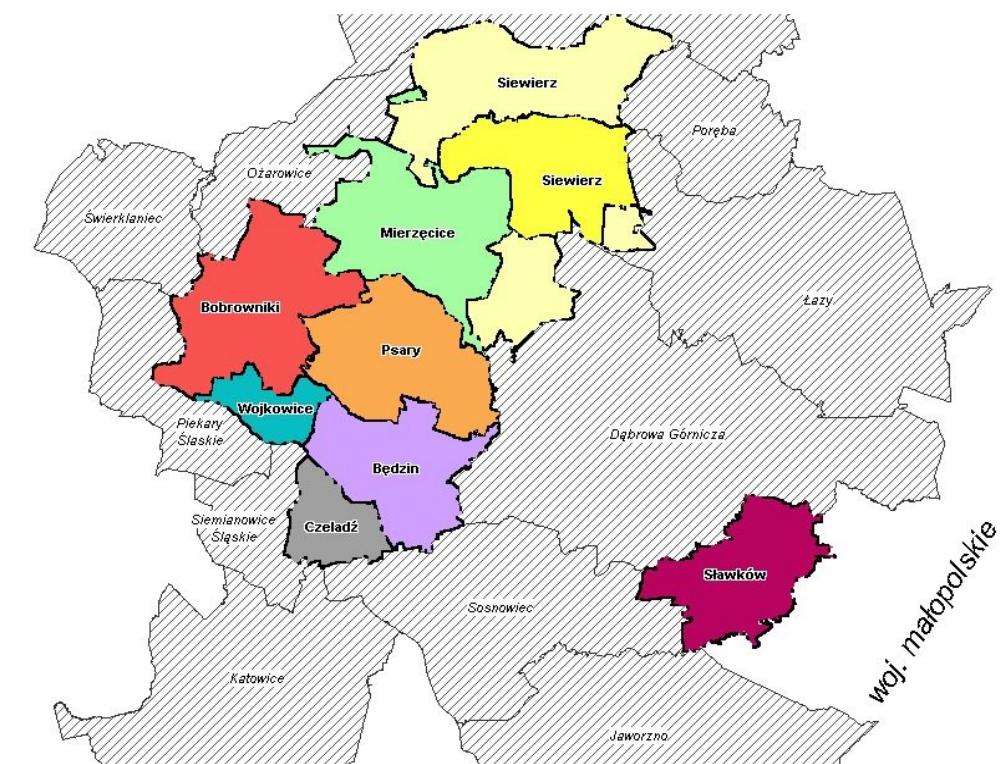 Siewierz
Poręba
Ożarowice
Siewierz
Świerklaniec
Mierzęcice
Bobrowniki
Łazy
Psary
Wojkowice
Piekary
Śląskie
Dąbrowa Górnicza
Będzin
Siemianowice
Śląskie
Czeladź
Sławków
woj. małopolskie
Sosnowiec
Katowice
Jaworzno